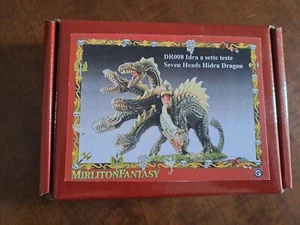 DR008 Idra a sette teste
Seven Heads Hidra Dragon
MIRLITONFANTASY